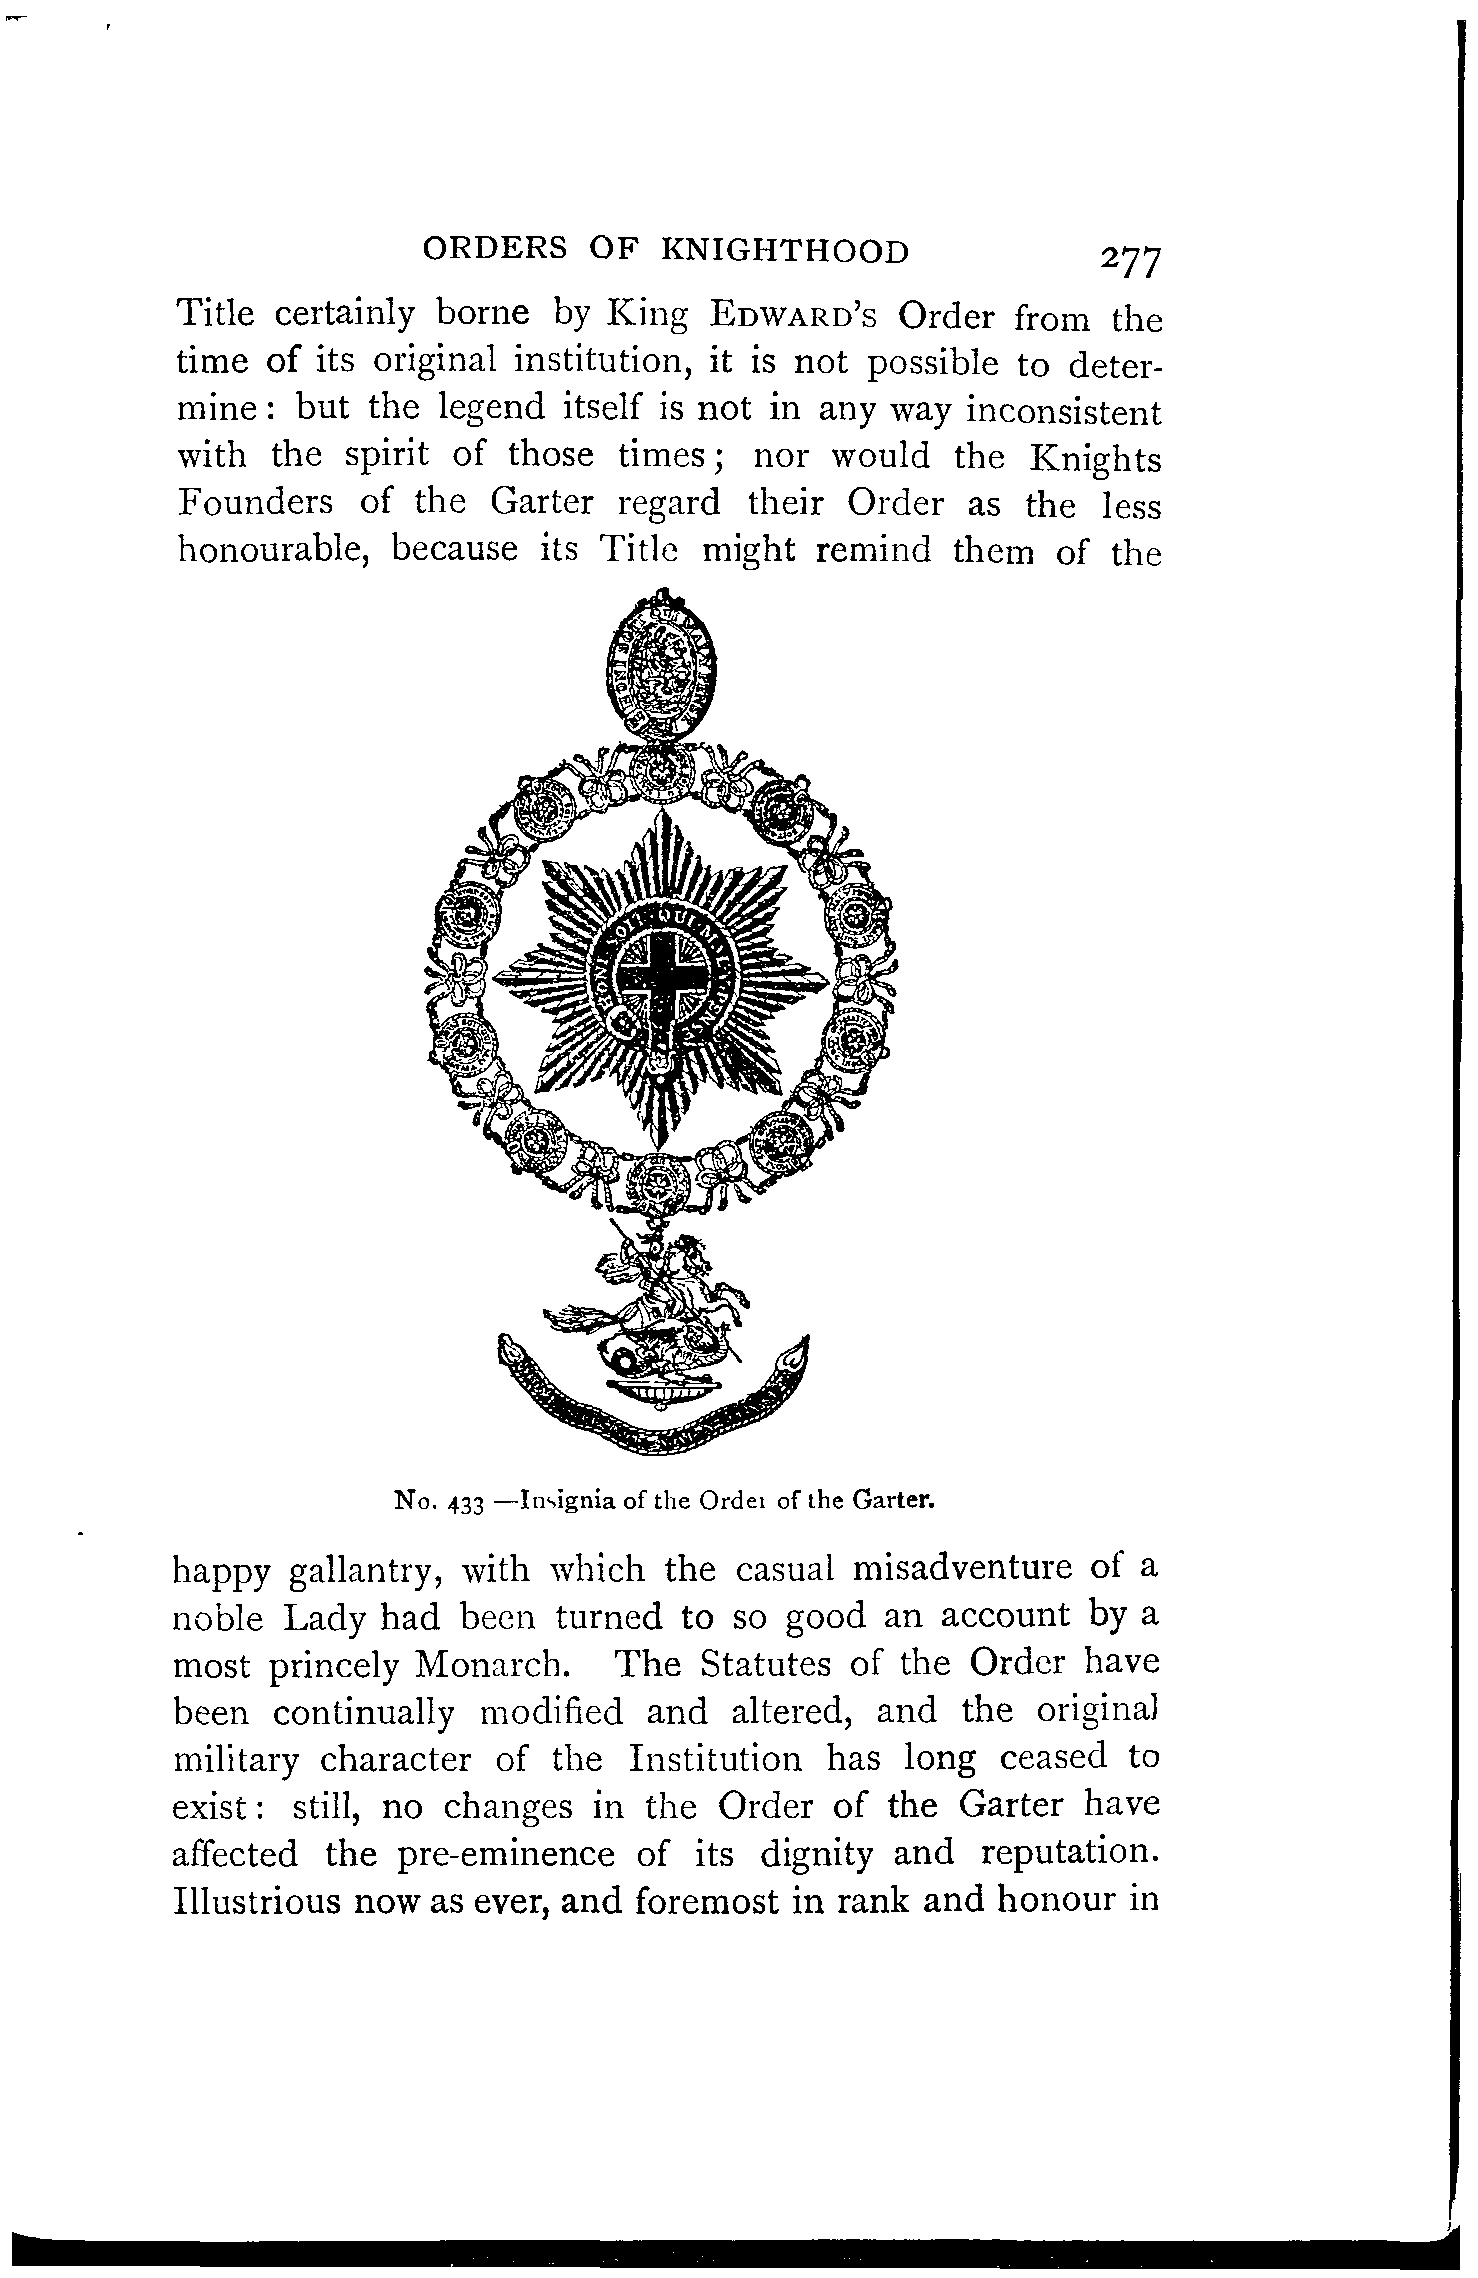 ORDERS OF KNIGHTHOOD 277
Title certainly borne by King EDWARD'S Order from the
time of its original institution, it is not possible to deter-
mine : but the legend itself is not in any way inconsistent
with the spirit of those times ; nor would the Knights
Founders of the Garter regard their Order as the less
honourable, because its Title might remind them of the
HONI SOIT QUI MAL Y PENSE
HONI SOIT QUI MAL Y PENSE
No. 433 —Insignia of the Order of the Garter.
happy gallantry, with which the casual misadventure of a
noble Lady had been turned to so good an account by a
most princely Monarch. The Statutes of the Order have
been continually modified and altered, and the original
military character of the Institution has long ceased to
exist : still, no changes in the Order of the Garter have
affected the pre-eminence of its dignity and reputation.
Illustrious now as ever, and foremost in rank and honour in